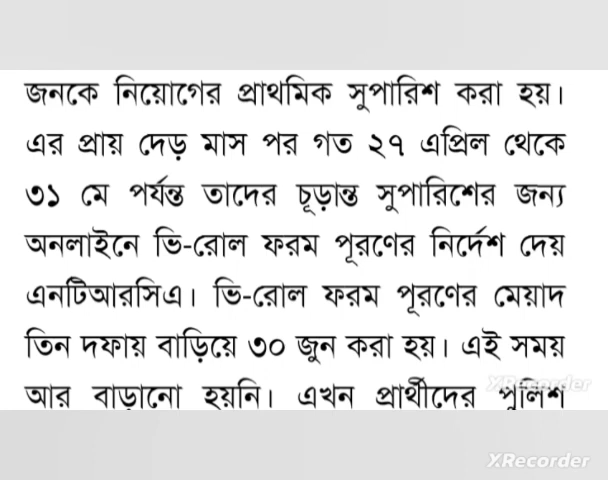 জনকে নিয়োগের প্রাথমিক সুপারিশ করা হয়।
এর প্রায় দেড় মাস পর গত ২৭ এপ্রিল থেকে
৩১ মে পর্যন্ত তাদের চূড়ান্ত সুপারিশের জন্য
অনলাইনে ভি-রোল ফরম পূরণের নির্দেশ দেয়
এনটিআরসিএ। ভি-রোল ফরম পূরণের মেয়াদ
তিন দফায় বাড়িয়ে ৩০ জুন করা হয়। এই সময়
আর বাড়ানো হয়নি। এখন প্রার্থীদের পুলিশ
XRecorder
XRecorder